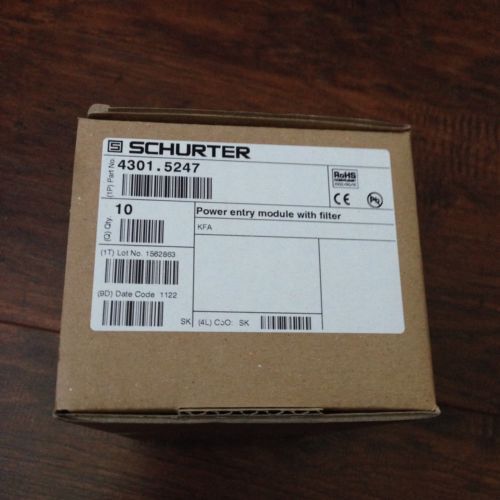 S SCHURTER
(1P) Part No. 4301.5247
(Q) Qty. 10
Power entry module with filter
KFA
(1T) Lot No. 1562863
(9D) Date Code 1122
SK (4L) CoO: SK
RoHS
CE
Pb